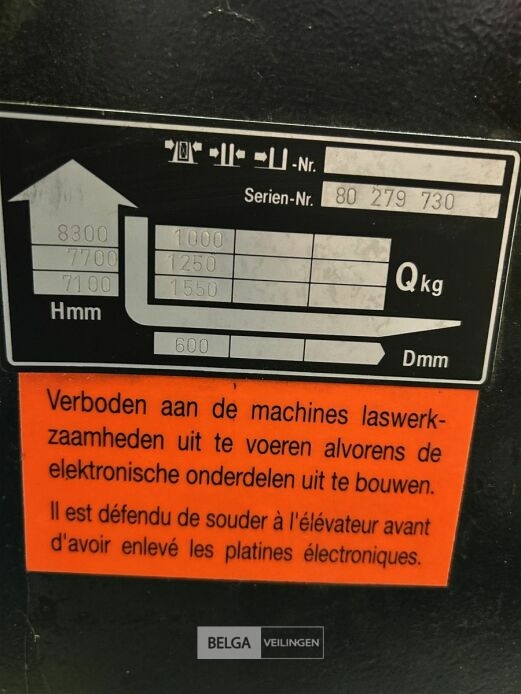 -Nr.
Serien-Nr. 80 279 730
8300 1000
7700 1250
7100 1550
Q kg
Hmm
600
Dmm
Verboden aan de machines laswerk-
zaamheden uit te voeren alvorens de
elektronische onderdelen uit te bouwen.
Il est défendu de souder à l'élévateur avant
d'avoir enlevé les platines électroniques.
BELGA VEILINGEN